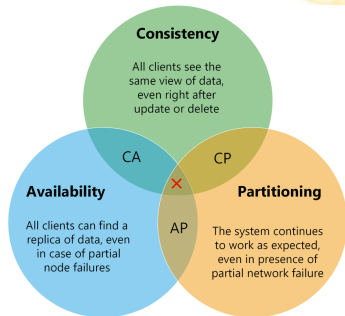 Consistency
All clients see the
same view of data,
even right after
update or delete
CA
CP
Availability
All clients can find a
replica of data, even
in case of partial
node failures
AP
Partitioning
The system continues
to work as expected,
even in presence of
partial network failure